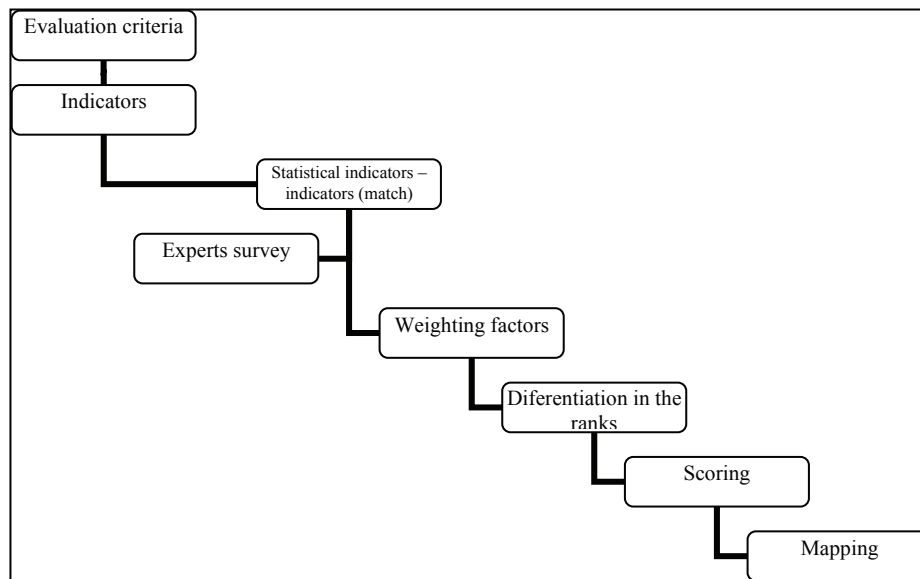 Evaluation criteria
Indicators
Statistical indicators –
indicators (match)
Experts survey
Weighting factors
Diferentiation in the
ranks
Scoring
Mapping